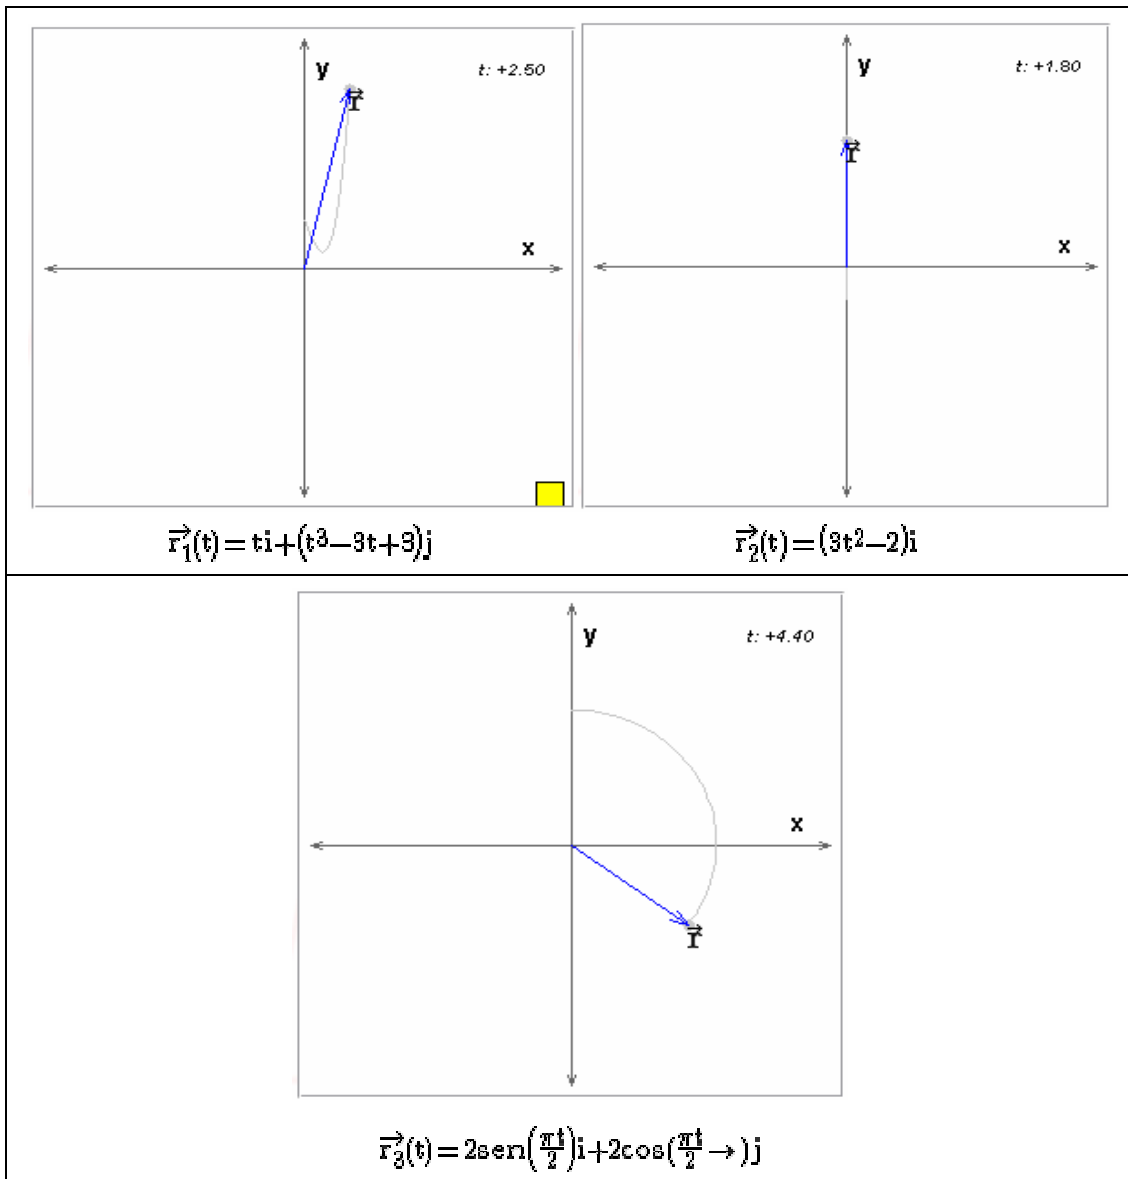 y
t: +2.50
r⃗
x
r⃗₁(t)=ti+(t³−3t+3)j
y
t: +1.80
r⃗
x
r⃗₂(t)=(3t²−2)i
y
t: +4.40
x
r⃗
r⃗₃(t)=2sen(πt/2)i+2cos(πt/2→)j